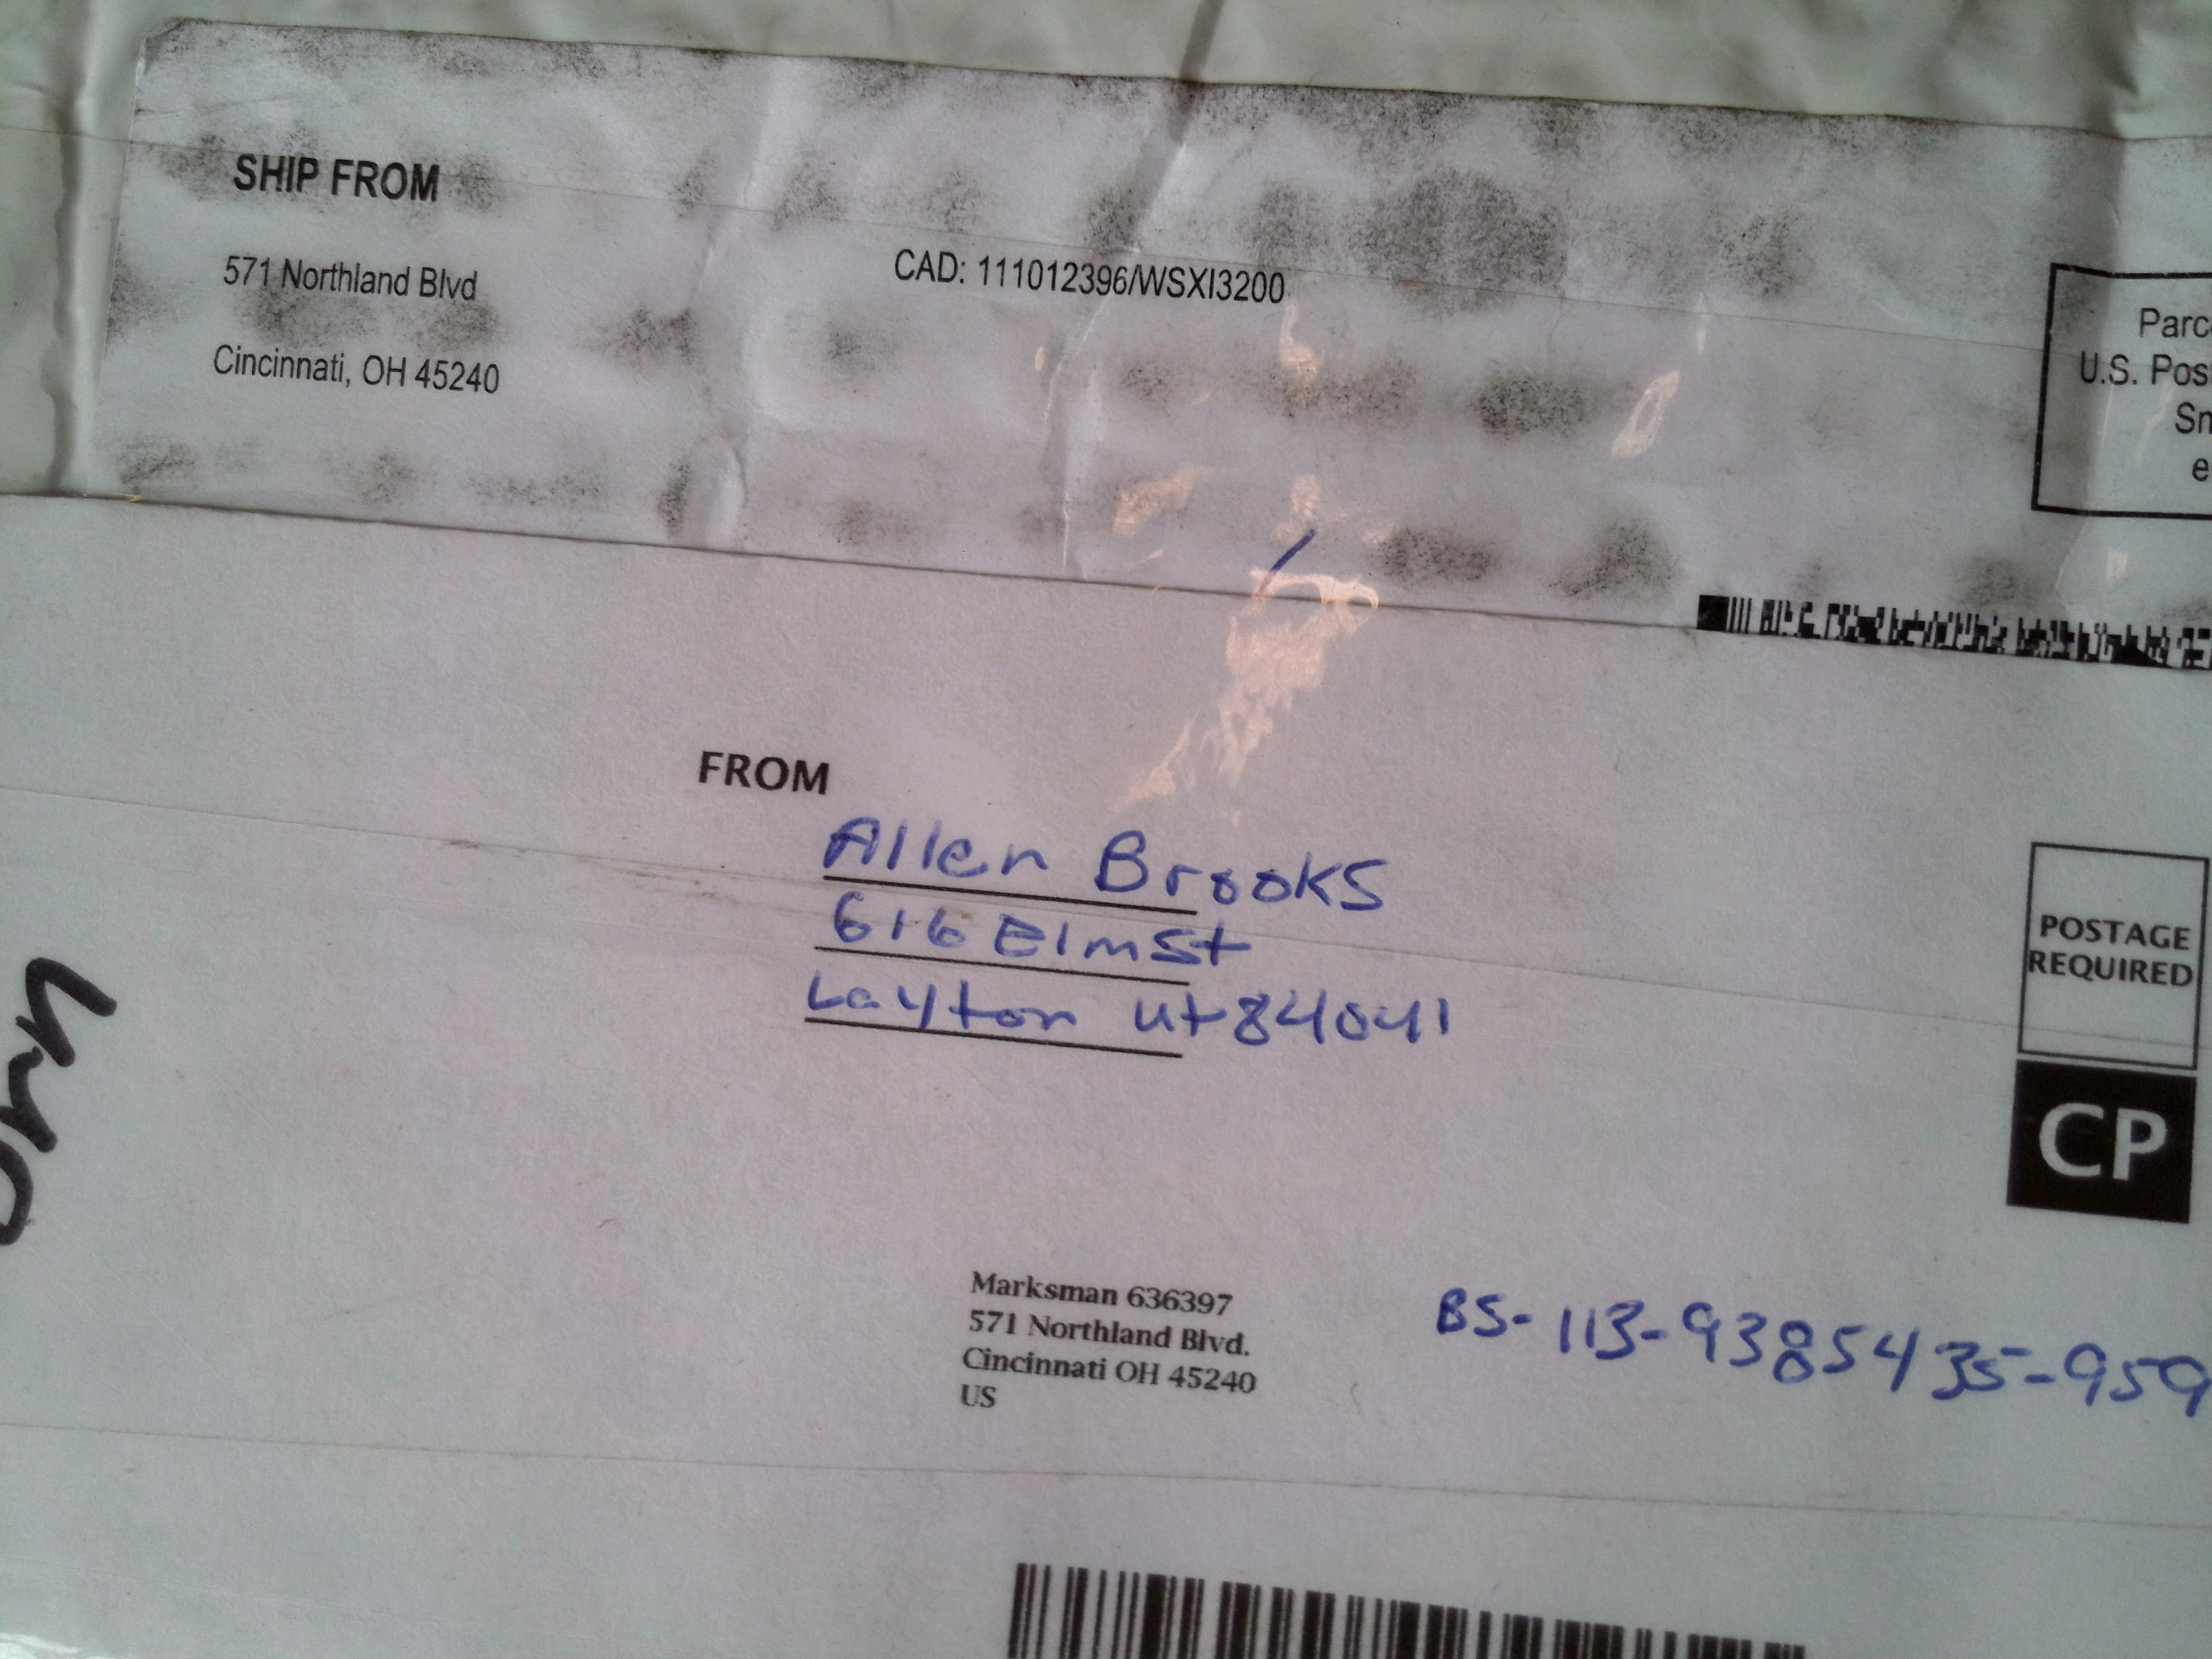 SHIP FROM
571 Northland Blvd
Cincinnati, OH 45240
CAD: 111012396/WSXI3200
Parc
U.S. Pos
Sn
e
FROM
Allen Brooks
616 Elm St
Layton Ut 84041
POSTAGE
REQUIRED
CP
Marksman 636397
571 Northland Blvd.
Cincinnati OH 45240
US
BS-113-9385435-959